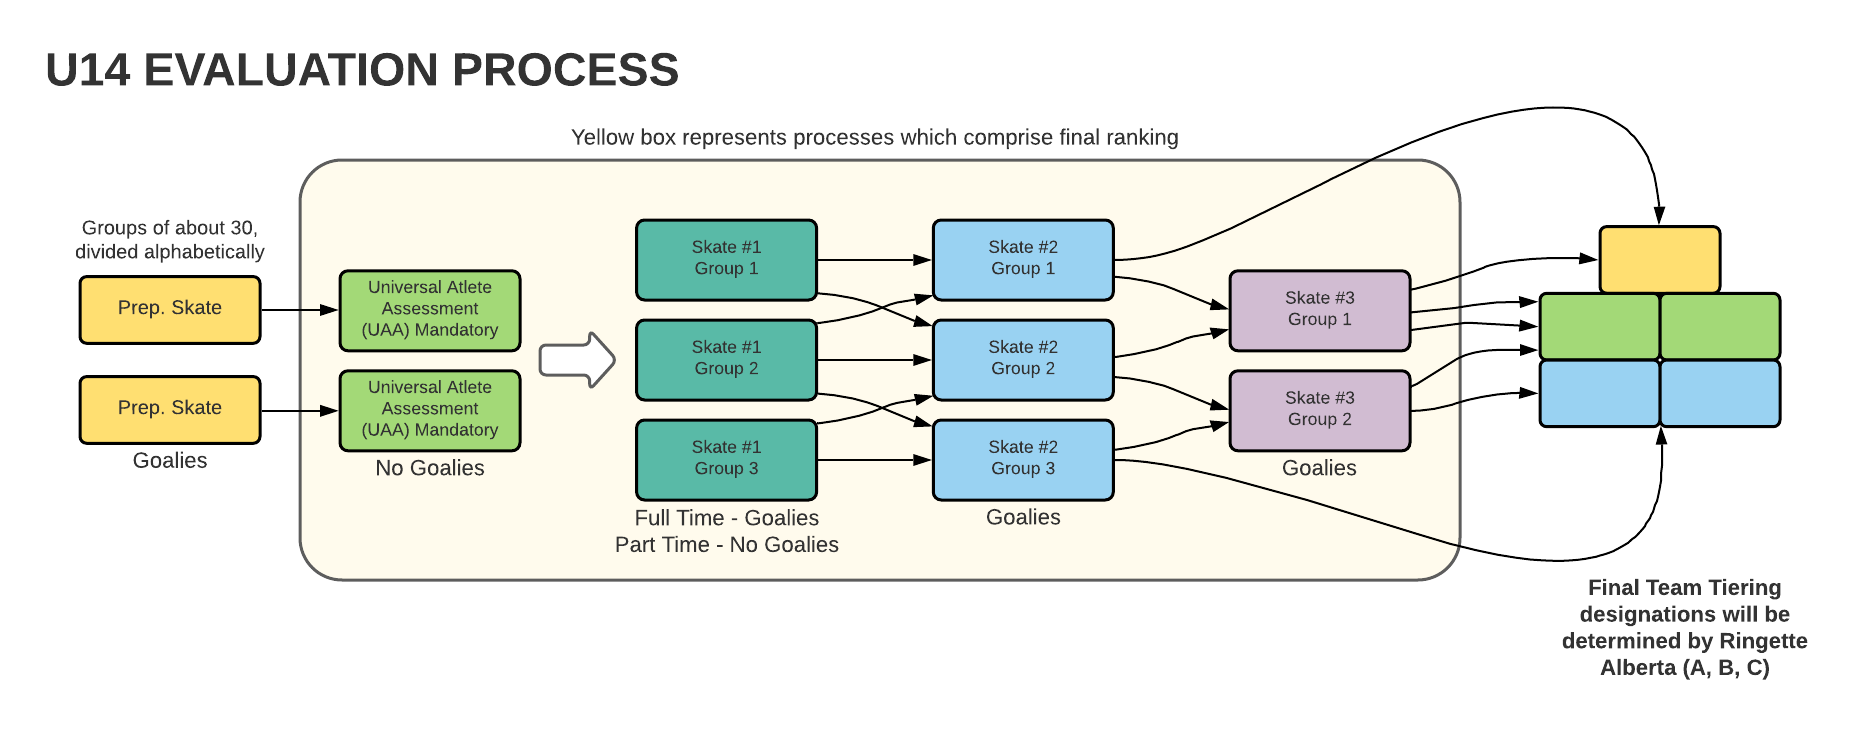 U14 EVALUATION PROCESS
Yellow box represents processes which comprise final ranking
Groups of about 30,
divided alphabetically
Prep. Skate
Prep. Skate
Goalies
Universal Atlete
Assessment
(UAA) Mandatory
Universal Atlete
Assessment
(UAA) Mandatory
No Goalies
Skate #1
Group 1
Skate #1
Group 2
Skate #1
Group 3
Full Time - Goalies
Part Time - No Goalies
Skate #2
Group 1
Skate #2
Group 2
Skate #2
Group 3
Goalies
Skate #3
Group 1
Skate #3
Group 2
Goalies
Final Team Tiering
designations will be
determined by Ringette
Alberta (A, B, C)